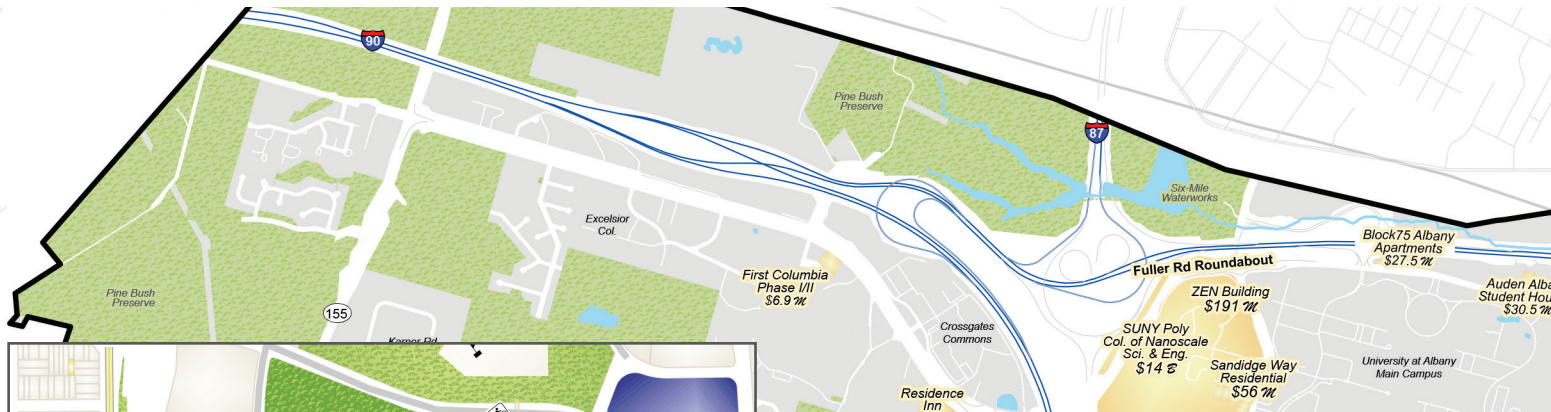 90
Pine Bush
Preserve
87
Six-Mile
Waterworks
Excelsior
Col.
Block75 Albany
Apartments
$27.5 M
First Columbia
Phase I/II
$6.9 M
Fuller Rd Roundabout
Pine Bush
Preserve
155
ZEN Building
$191 M
Auden Alba
Student Hou
$30.5 M
Crossgates
Commons
SUNY Poly
Col. of Nanoscale
Sci. & Eng.
$14 B
Karner Rd
Sandidge Way
Residential
$56 M
University at Albany
Main Campus
Residence
Inn